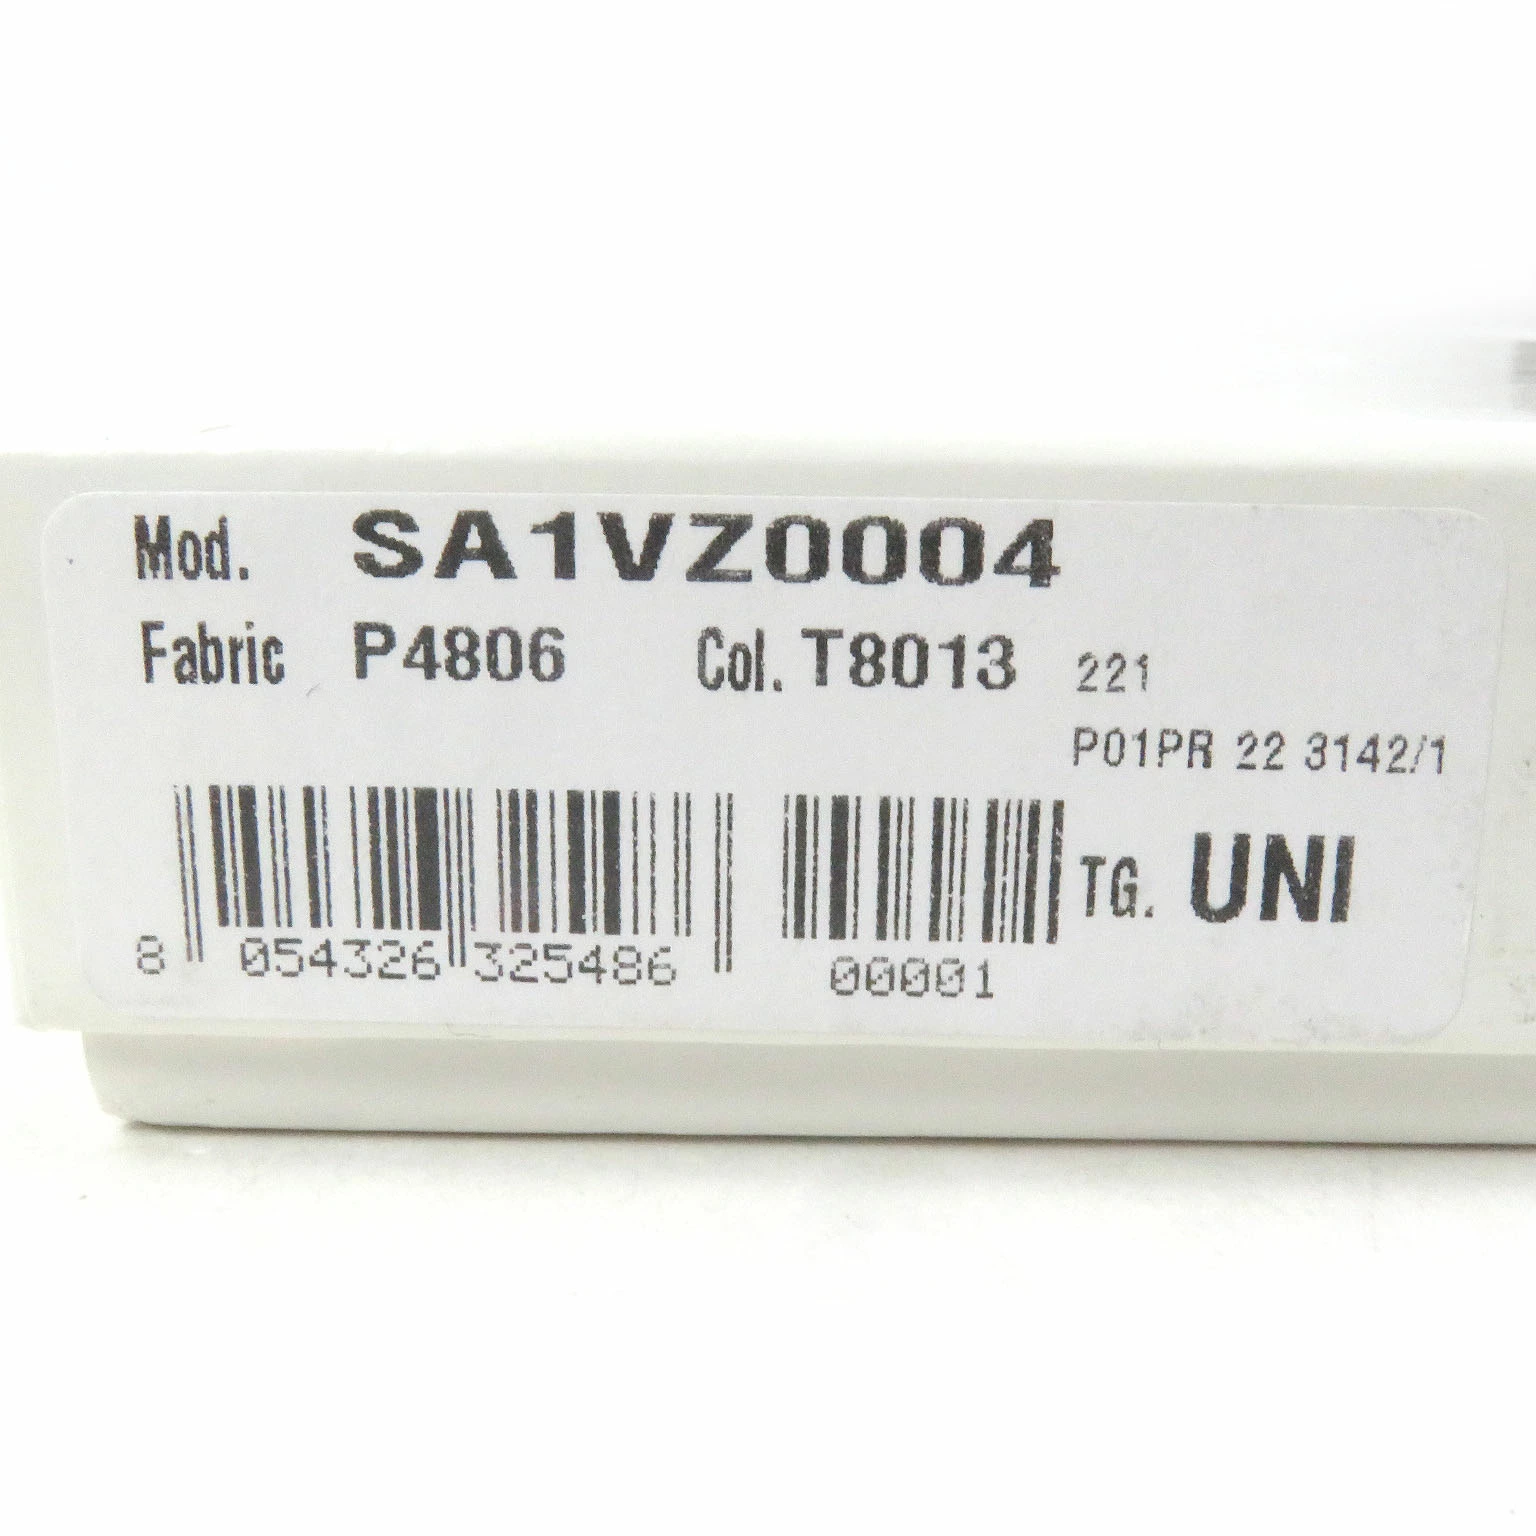 Mod. SA1VZ0004
Fabric P4806 Col. T8013 221
P01PR 22 3142/1
TG. UNI
8 054326 325486 00001